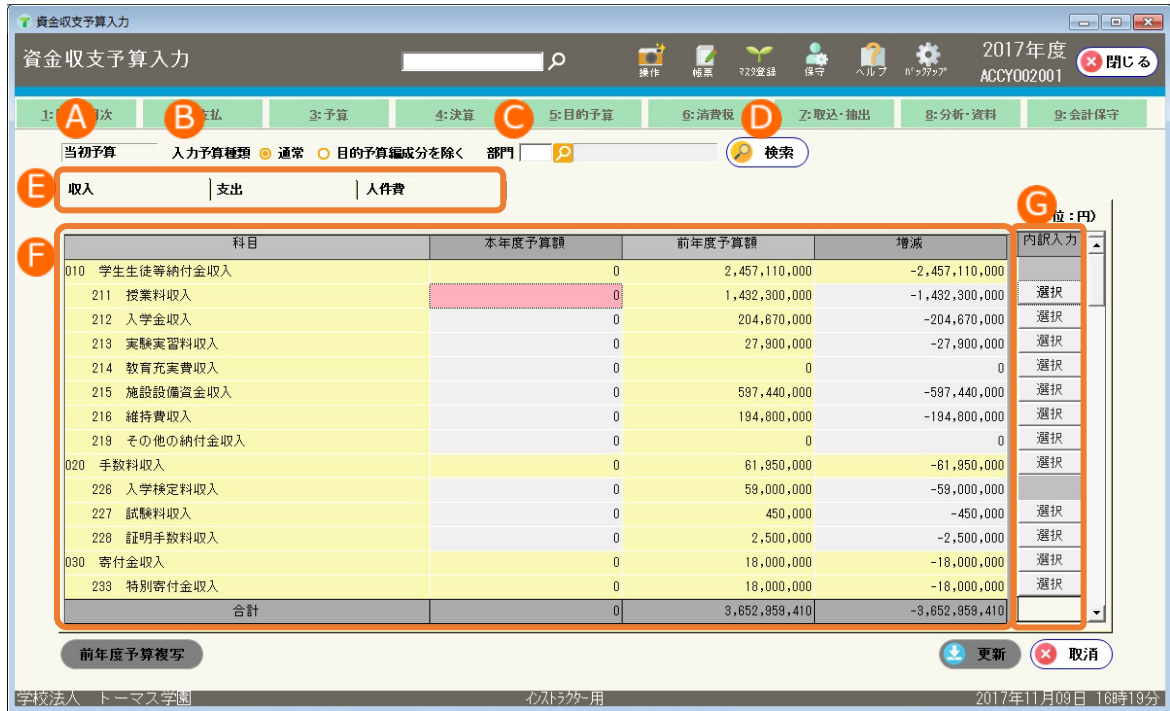 資金収支予算入力
資金収支予算入力
操作 帳票 マスタ登録 保守 ヘルプ バックアップ
2017年度
ACCY002001
閉じる
1: 次 払 3:予算 4:決算 5:目的予算 6:消費税 7:取込・抽出 8:分析・資料 9:会計保守
A B C D
当初予算 入力予算種類 通常 目的予算編成分を除く 部門 検索
E 収入 支出 人件費 G
位:円)
F 科目 本年度予算額 前年度予算額 増減 内訳入力
010 学生生徒等納付金収入 0 2,457,110,000 -2,457,110,000
211 授業料収入 0 1,432,300,000 -1,432,300,000 選択
212 入学金収入 0 204,670,000 -204,670,000 選択
213 実験実習料収入 0 27,900,000 -27,900,000 選択
214 教育充実費収入 0 0 0 選択
215 施設設備資金収入 0 597,440,000 -597,440,000 選択
216 維持費収入 0 194,800,000 -194,800,000 選択
219 その他の納付金収入 0 0 0 選択
020 手数料収入 0 61,950,000 -61,950,000 選択
226 入学検定料収入 0 59,000,000 -59,000,000
227 試験料収入 0 450,000 -450,000 選択
228 証明手数料収入 0 2,500,000 -2,500,000 選択
030 寄付金収入 0 18,000,000 -18,000,000 選択
233 特別寄付金収入 0 18,000,000 -18,000,000 選択
合計 0 3,652,959,410 -3,652,959,410
前年度予算複写 更新 取消
学校法人 トーマス学園 インストラクター用 2017年11月09日 16時19分